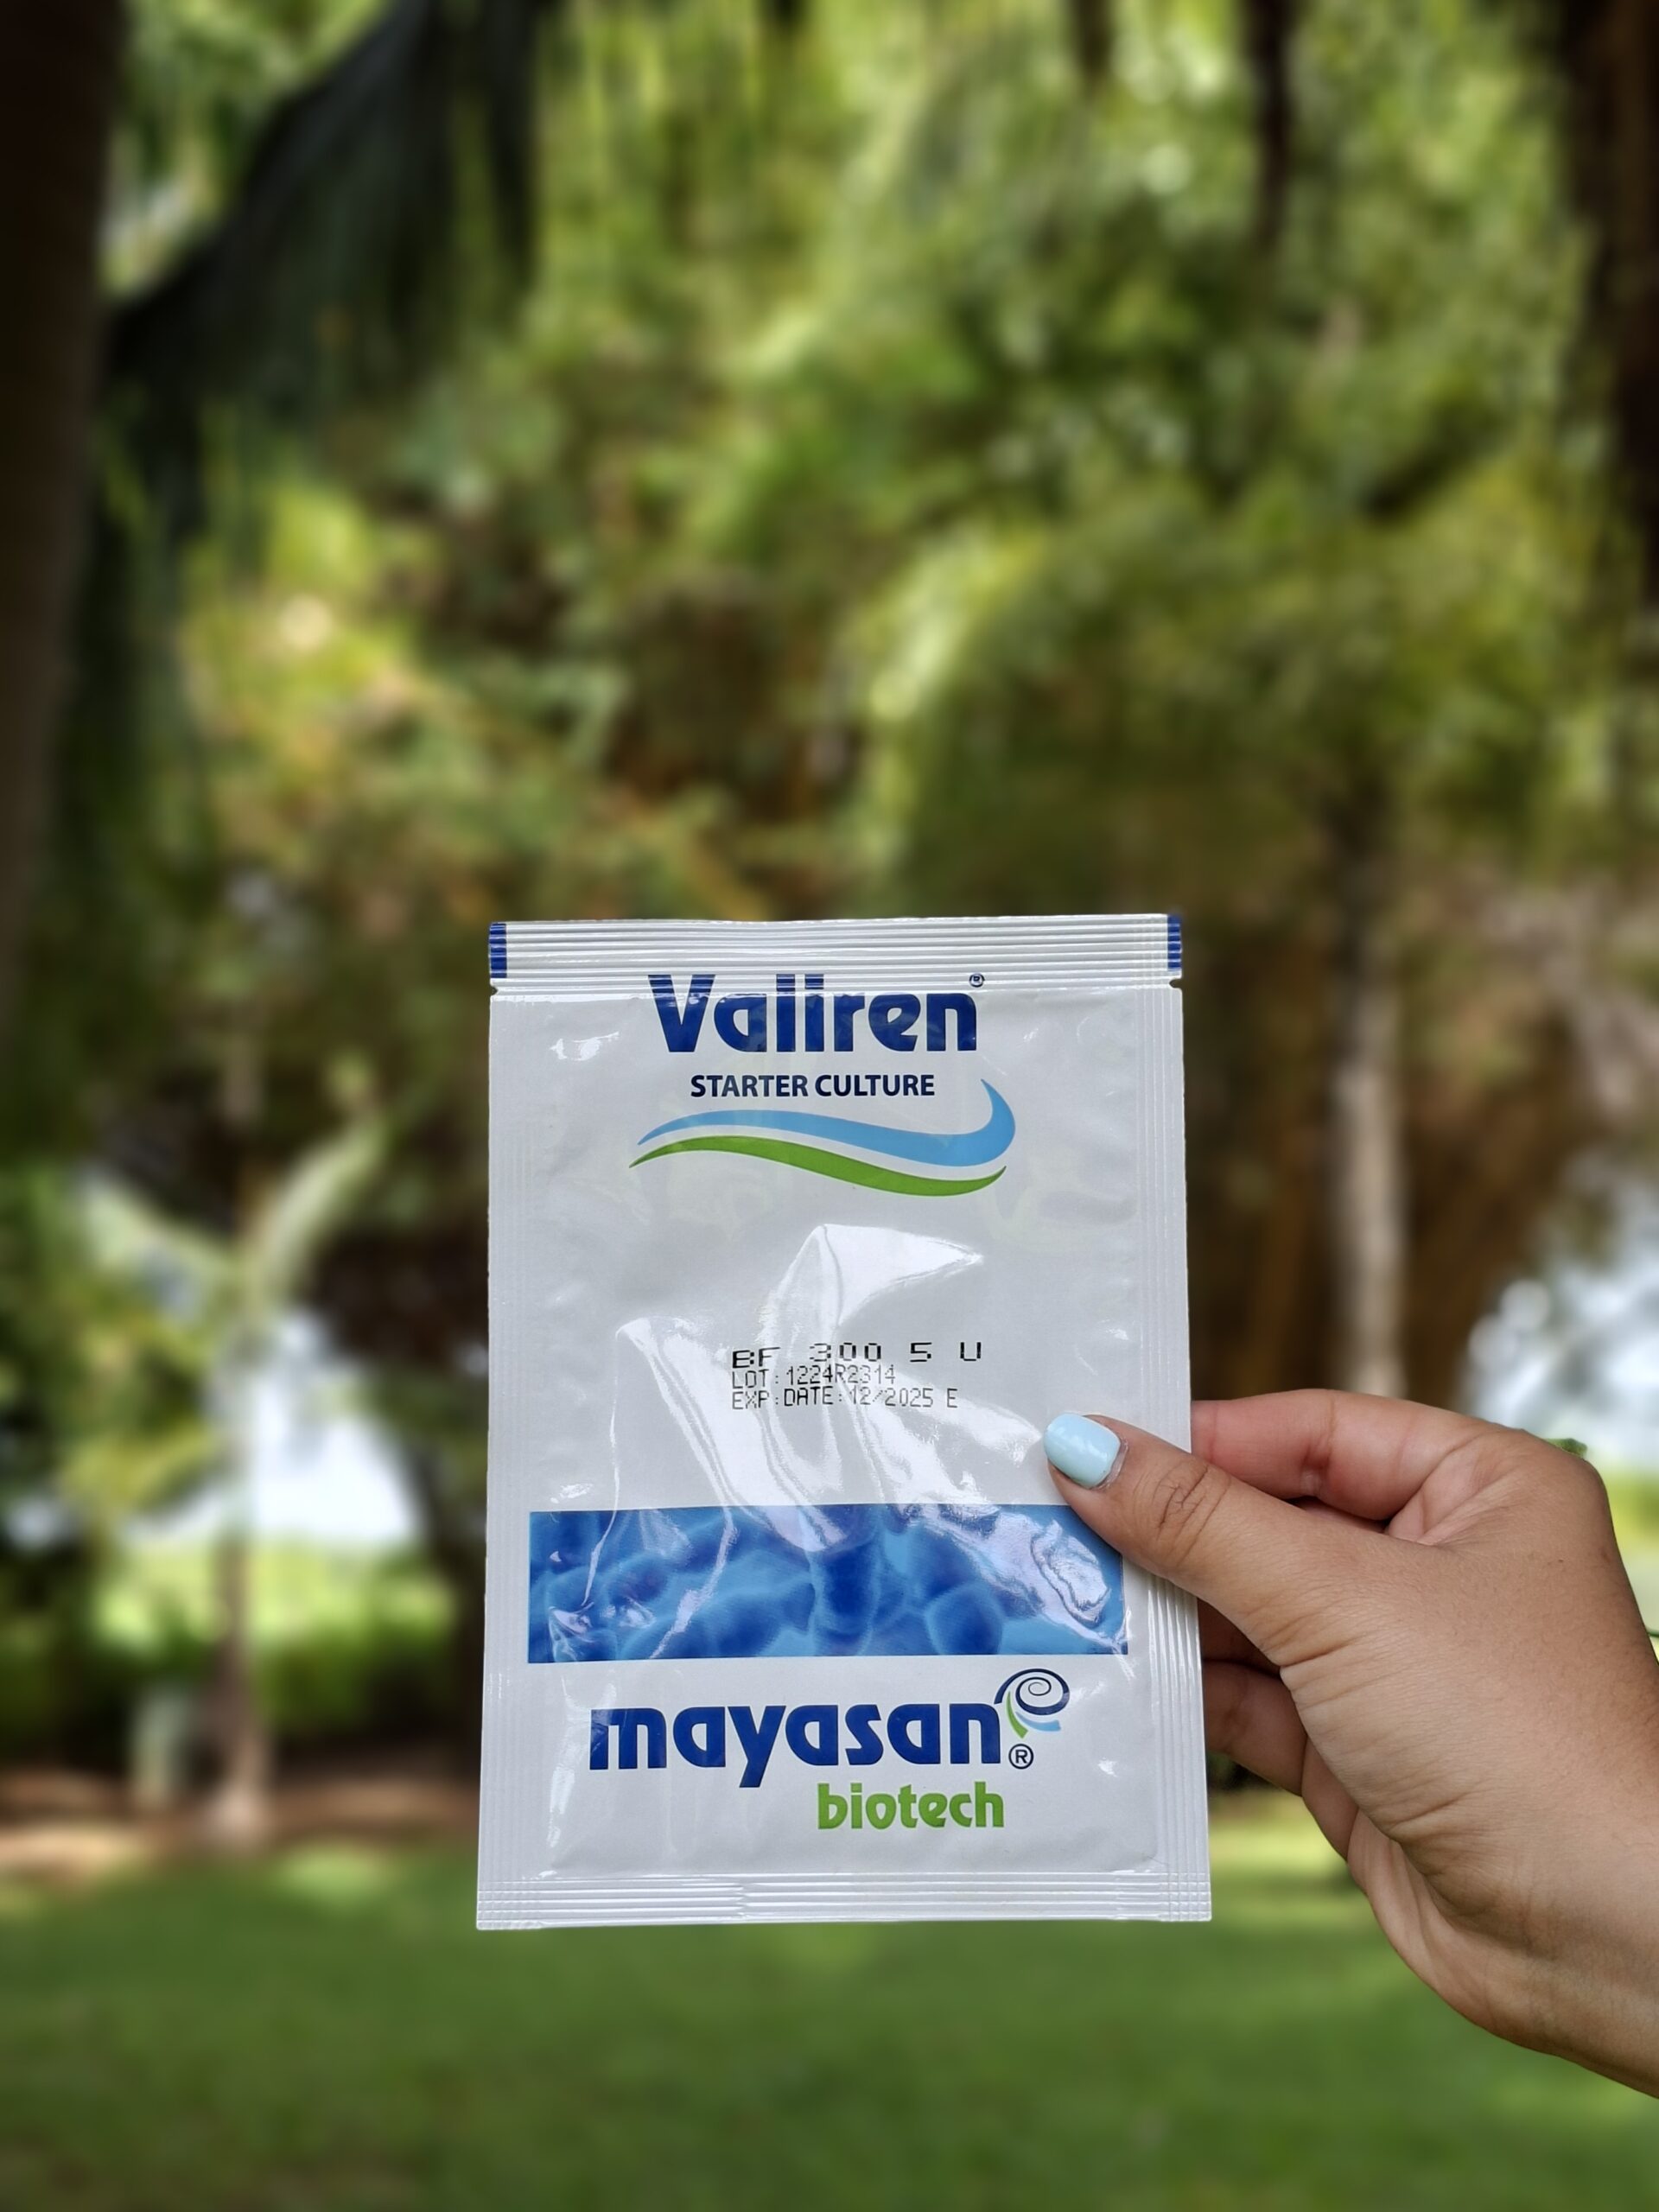 Valiren®
STARTER CULTURE
BF 300 5 U
LOT:1224R2314
EXP:DATE:12/2025 E
mayasan®
biotech